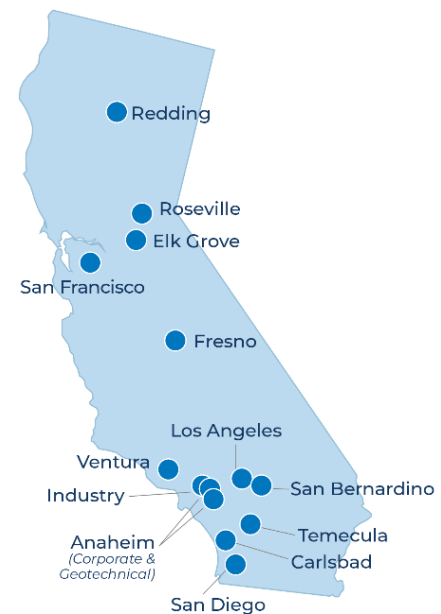 Redding
Roseville
Elk Grove
San Francisco
Fresno
Los Angeles
Ventura
San Bernardino
Industry
Temecula
Anaheim
(Corporate &
Geotechnical)
Carlsbad
San Diego